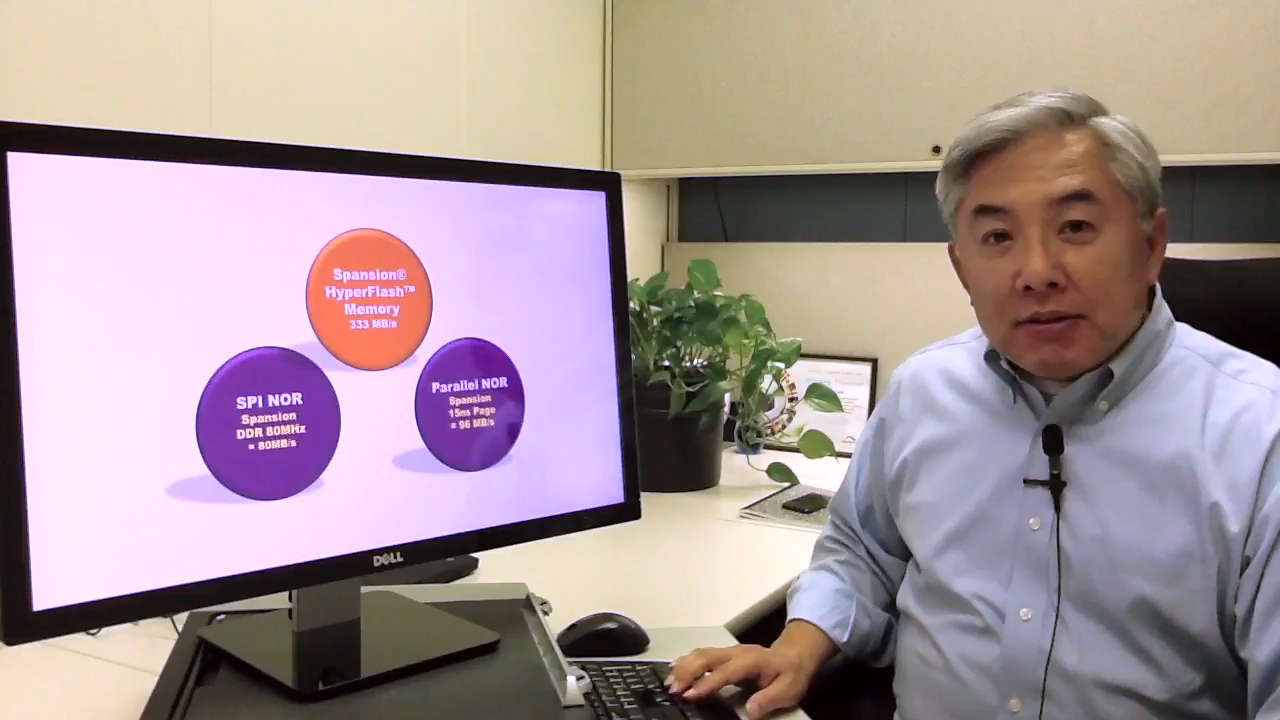 Spansion®
HyperFlash™
Memory
333 MB/s
SPI NOR
Spansion
DDR 80MHz
= 80MB/s
Parallel NOR
Spansion
15ns Page
= 96 MB/s
DELL